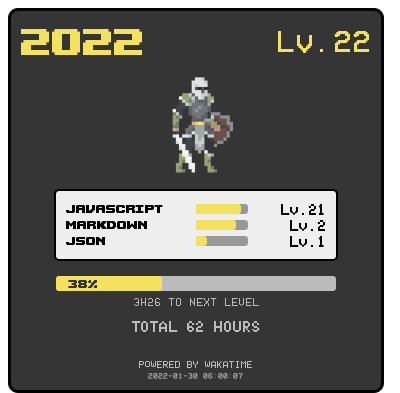 2022 Lv.22
JAVASCRIPT Lv.21
MARKDOWN Lv.2
JSON Lv.1
38%
3H26 TO NEXT LEVEL
TOTAL 62 HOURS
POWERED BY WAKATIME
2022-01-30 06:00:07